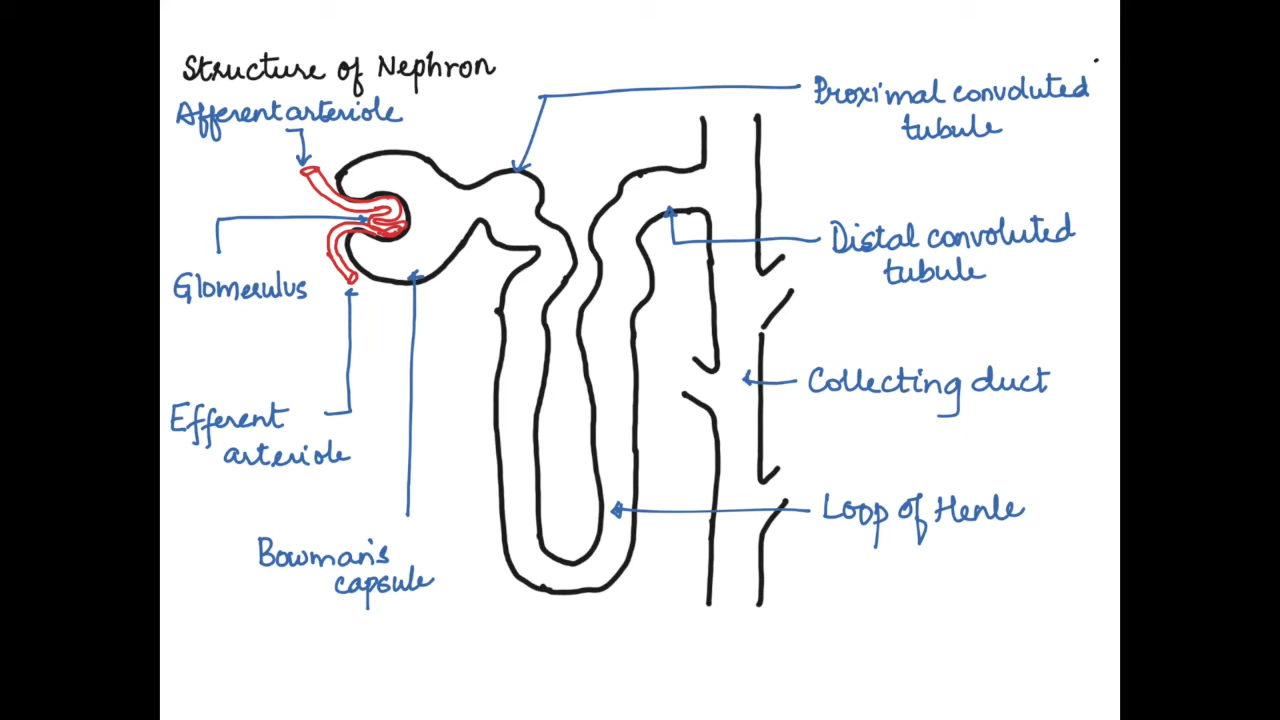 Structure of Nephron
Afferent arteriole
Proximal convoluted
tubule
Distal convoluted
tubule
Glomerulus
Collecting duct
Efferent
arteriole
Loop of Henle
Bowman's
capsule